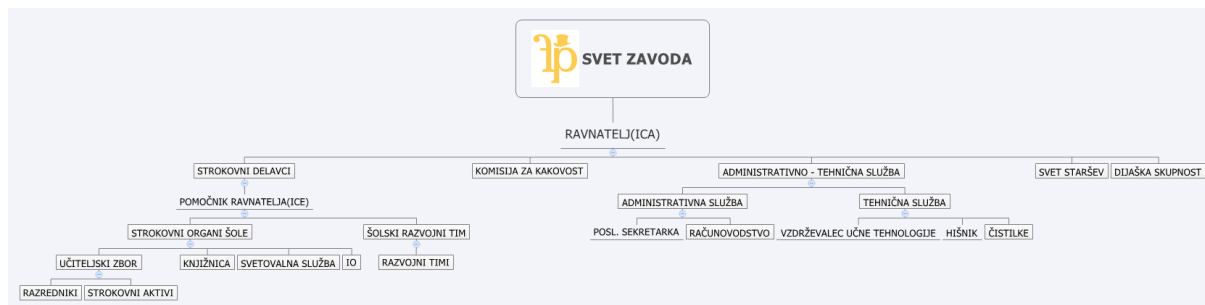 SVET ZAVODA
RAVNATELJ(ICA)
STROKOVNI DELAVCI
KOMISIJA ZA KAKOVOST
ADMINISTRATIVNO - TEHNIČNA SLUŽBA
SVET STARŠEV
DIJAŠKA SKUPNOST
POMOČNIK RAVNATELJA(ICE)
ADMINISTRATIVNA SLUŽBA
TEHNIČNA SLUŽBA
STROKOVNI ORGANI ŠOLE
ŠOLSKI RAZVOJNI TIM
POSL. SEKRETARKA
RAČUNOVODSTVO
VZDRŽEVALEC UČNE TEHNOLOGIJE
HIŠNIK
ČISTILKE
UČITELJSKI ZBOR
KNJIŽNICA
SVETOVALNA SLUŽBA
IO
RAZVOJNI TIMI
RAZREDNIKI
STROKOVNI AKTIVI